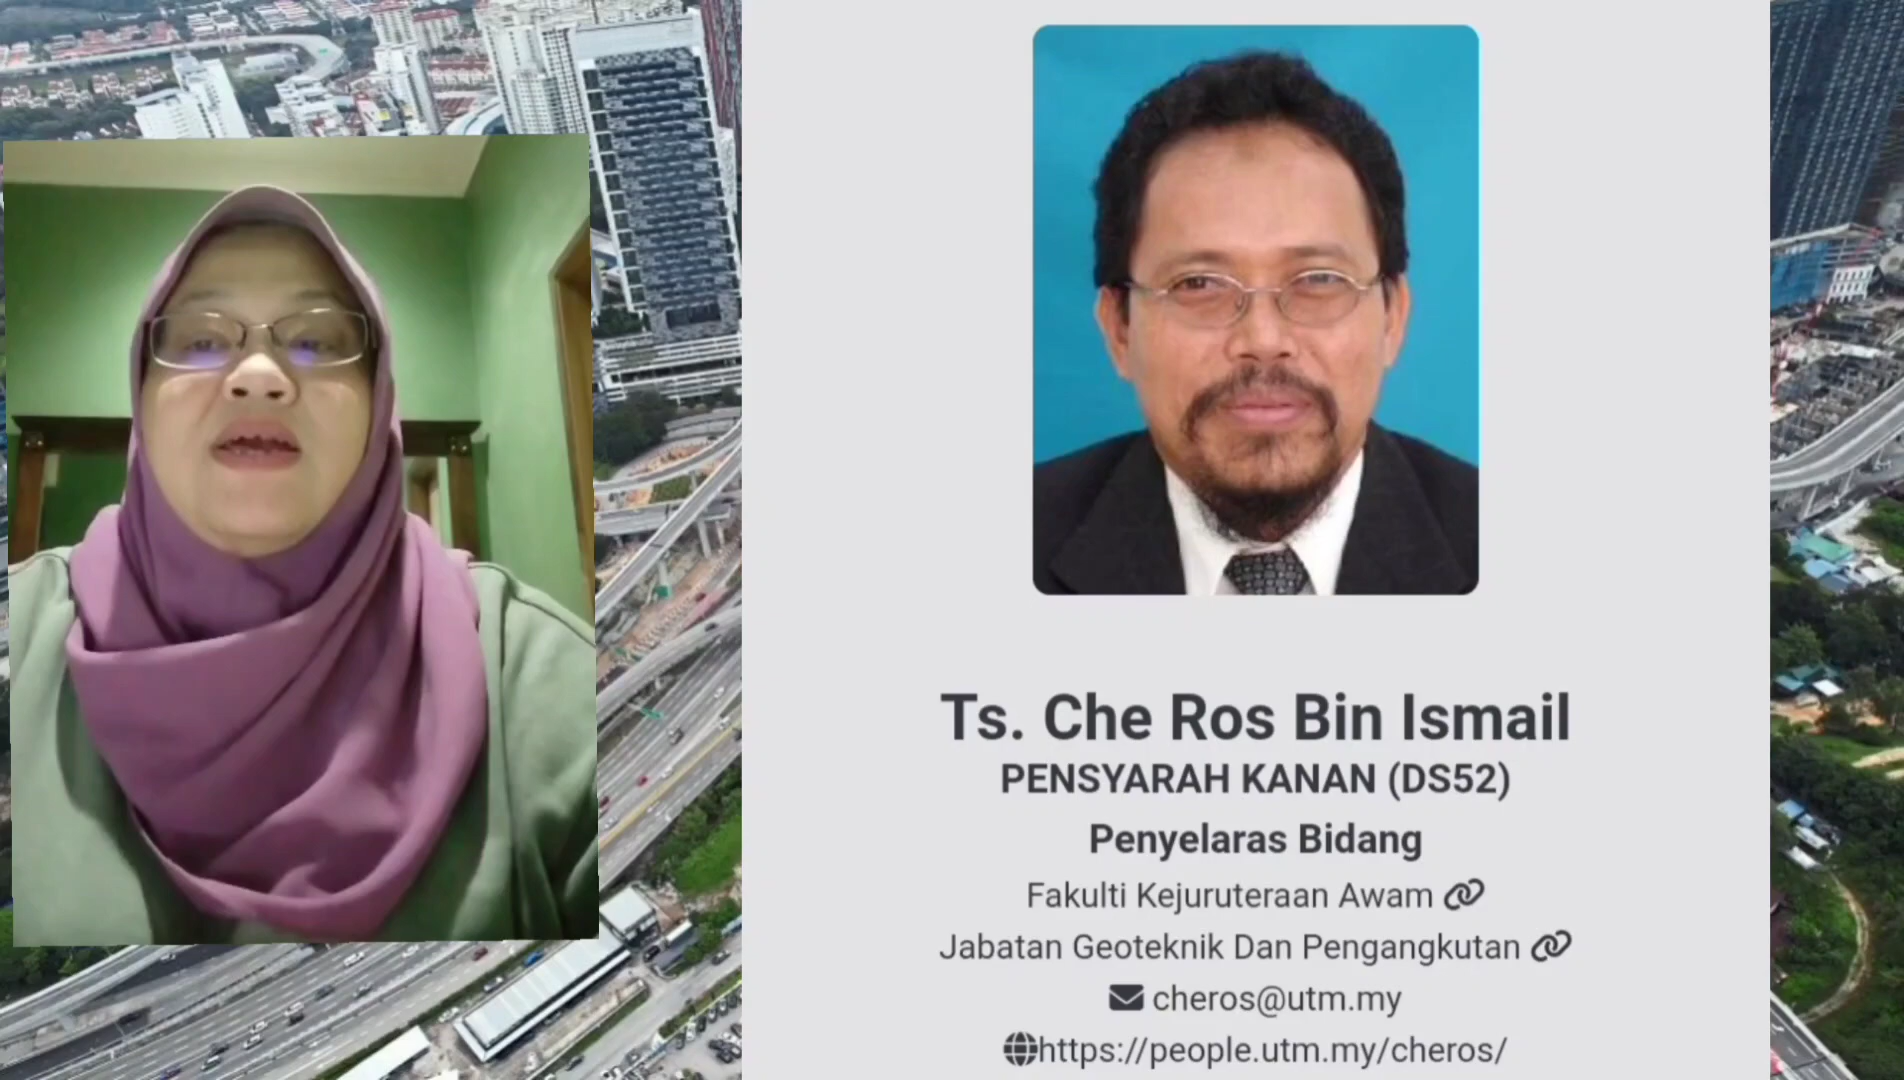 Ts. Che Ros Bin Ismail
PENSYARAH KANAN (DS52)
Penyelaras Bidang
Fakulti Kejuruteraan Awam
Jabatan Geoteknik Dan Pengangkutan
cheros@utm.my
https://people.utm.my/cheros/